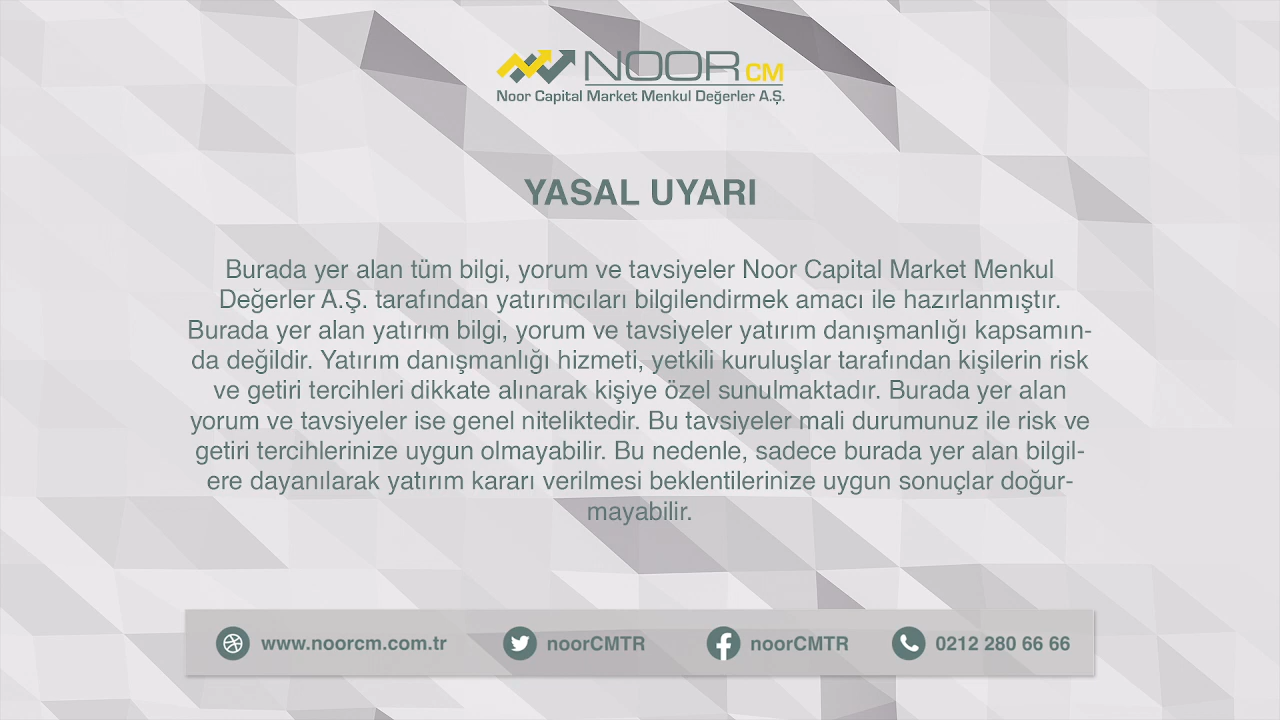 NOOR CM
Noor Capital Market Menkul Değerler A.Ş.
YASAL UYARI
Burada yer alan tüm bilgi, yorum ve tavsiyeler Noor Capital Market Menkul
Değerler A.Ş. tarafından yatırımcıları bilgilendirmek amacı ile hazırlanmıştır.
Burada yer alan yatırım bilgi, yorum ve tavsiyeler yatırım danışmanlığı kapsamın-
da değildir. Yatırım danışmanlığı hizmeti, yetkili kuruluşlar tarafından kişilerin risk
ve getiri tercihleri dikkate alınarak kişiye özel sunulmaktadır. Burada yer alan
yorum ve tavsiyeler ise genel niteliktedir. Bu tavsiyeler mali durumunuz ile risk ve
getiri tercihlerinize uygun olmayabilir. Bu nedenle, sadece burada yer alan bilgil-
ere dayanılarak yatırım kararı verilmesi beklentilerinize uygun sonuçlar doğur-
mayabilir.
www.noorcm.com.tr noorCMTR noorCMTR 0212 280 66 66